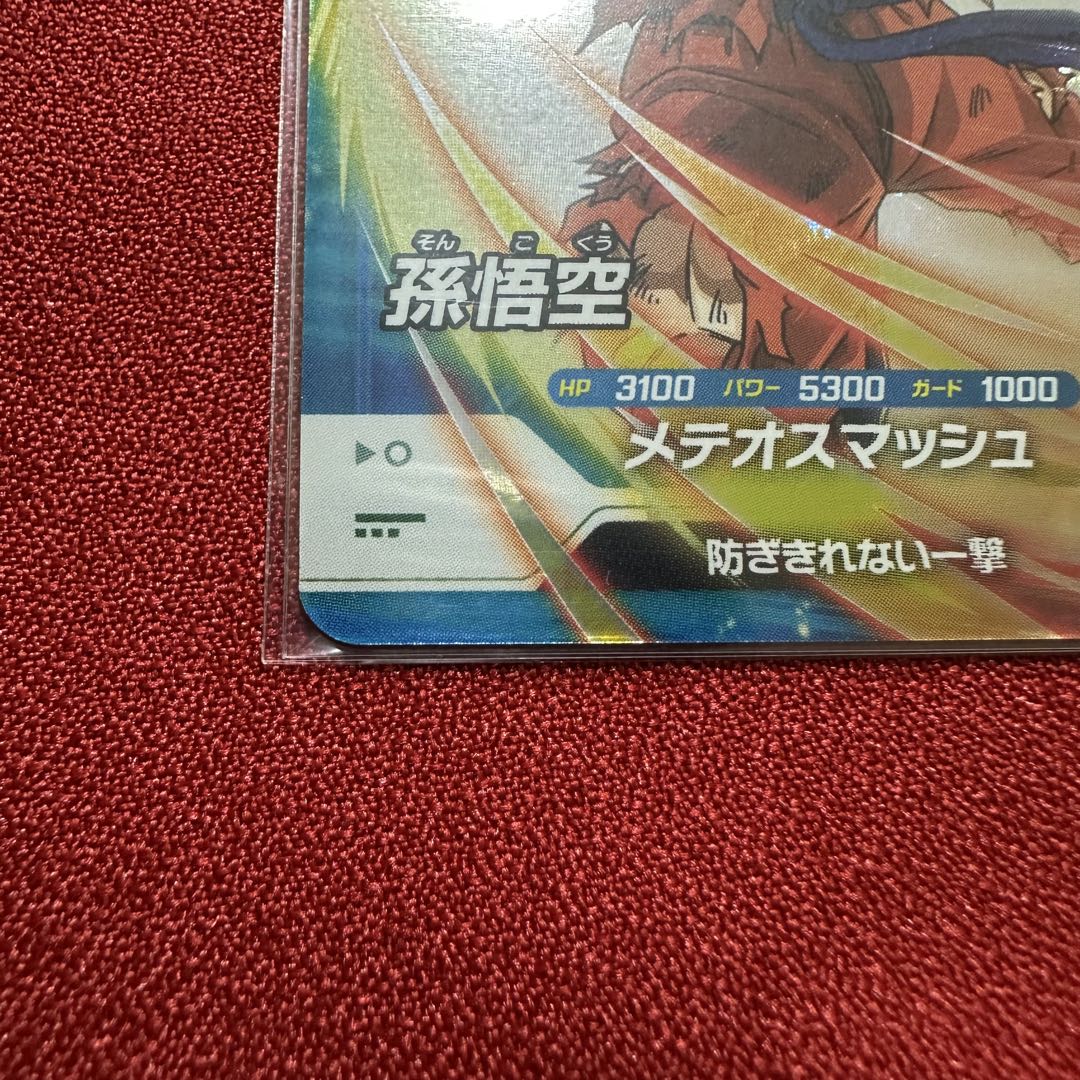 そん ご くう
孫悟空
HP 3100 パワー 5300 ガード 1000
メテオスマッシュ
防ぎきれない一撃